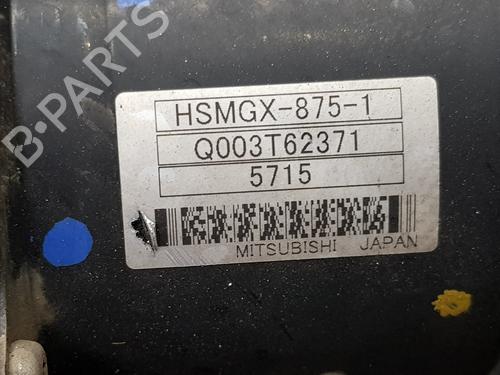 B-PARTS
HSMGX-875-1
Q003T62371
5715
MITSUBISHI JAPAN